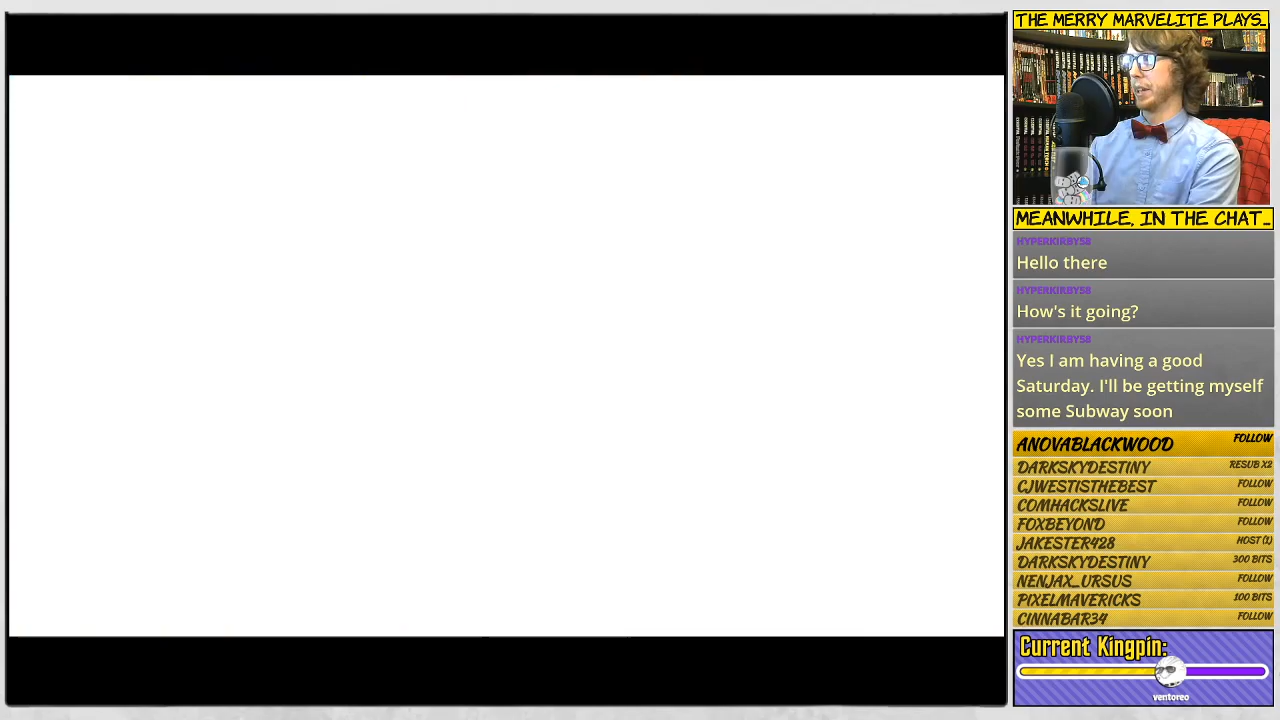 THE MERRY MARVELITE PLAYS...
MEANWHILE, IN THE CHAT...
HYPERKIRBY58
Hello there
HYPERKIRBY58
How's it going?
HYPERKIRBY58
Yes I am having a good
Saturday. I'll be getting myself
some Subway soon
ANOVABLACKWOOD FOLLOW
DARKSKYDESTINY RESUB X2
CJWESTISTHEBEST FOLLOW
COMHACKSLIVE FOLLOW
FOXBEYOND FOLLOW
JAKESTER428 HOST (1)
DARKSKYDESTINY 300 BITS
NENJAX_URSUS FOLLOW
PIXELMAVERICKS 100 BITS
CINNABAR34 FOLLOW
Current Kingpin:
ventoreo